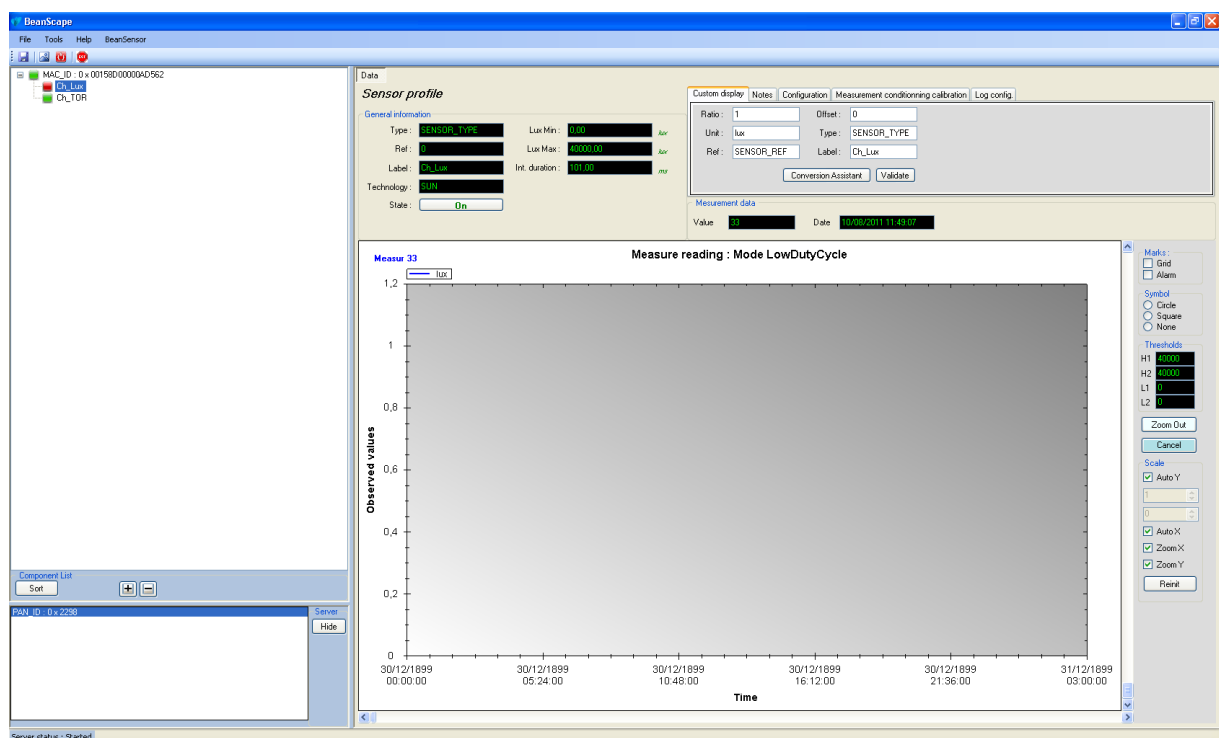 BeanScape
File Tools Help BeanSensor
MAC_ID : 0 x 00158D00000AD562
Ch_Lux
Ch_TOR
Component List
Sort
PAN_ID : 0 x 2298
Server
Hide
Server status : Started
Data
Sensor profile
General information
Type : SENSOR_TYPE Lux Min : 0,00 lux
Ref : 0 Lux Max : 40000,00 lux
Label : Ch_Lux Int. duration : 101,00 ms
Technology : SUN
State : On
Custom display Notes Configuration Measurement conditionning calibration Log config.
Ratio : 1 Offset : 0
Unit : lux Type : SENSOR_TYPE
Ref : SENSOR_REF Label : Ch_Lux
Conversion Assistant Validate
Mesurement data
Value 33 Date 10/08/2011 11:49:07
Measure reading : Mode LowDutyCycle
Measur 33
lux
1,2
1
0,8
0,6
0,4
0,2
0
Observed values
30/12/1899 30/12/1899 30/12/1899 30/12/1899 30/12/1899 31/12/1899
00:00:00 05:24:00 10:48:00 16:12:00 21:36:00 03:00:00
Time
Marks :
Grid
Alarm
Symbol
Circle
Square
None
Thresholds
H1 40000
H2 40000
L1 0
L2 0
Zoom Out
Cancel
Scale
Auto Y
1
0
Auto X
Zoom X
Zoom Y
Reinit